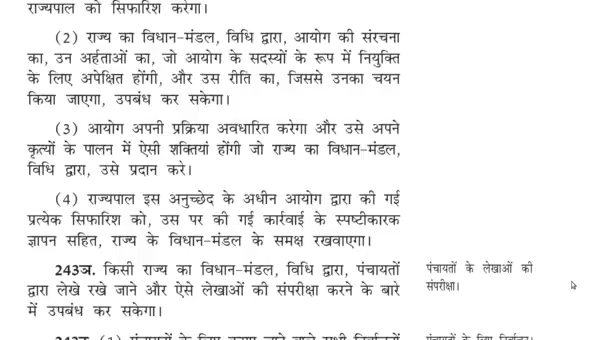 राज्यपाल को सिफारिश करेगा।
(2) राज्य का विधान-मंडल, विधि द्वारा, आयोग की संरचना
का, उन अर्हताओं का, जो आयोग के सदस्यों के रूप में नियुक्ति
के लिए अपेक्षित होंगी, और उस रीति का, जिससे उनका चयन
किया जाएगा, उपबंध कर सकेगा।
(3) आयोग अपनी प्रक्रिया अवधारित करेगा और उसे अपने
कृत्यों के पालन में ऐसी शक्तियां होंगी जो राज्य का विधान-मंडल,
विधि द्वारा, उसे प्रदान करे।
(4) राज्यपाल इस अनुच्छेद के अधीन आयोग द्वारा की गई
प्रत्येक सिफारिश को, उस पर की गई कार्रवाई के स्पष्टीकारक
ज्ञापन सहित, राज्य के विधान-मंडल के समक्ष रखवाएगा।
243ञ. किसी राज्य का विधान-मंडल, विधि द्वारा, पंचायतों
द्वारा लेखे रखे जाने और ऐसे लेखाओं की संपरीक्षा करने के बारे
में उपबंध कर सकेगा।
पंचायतों के लेखाओं की
संपरीक्षा।